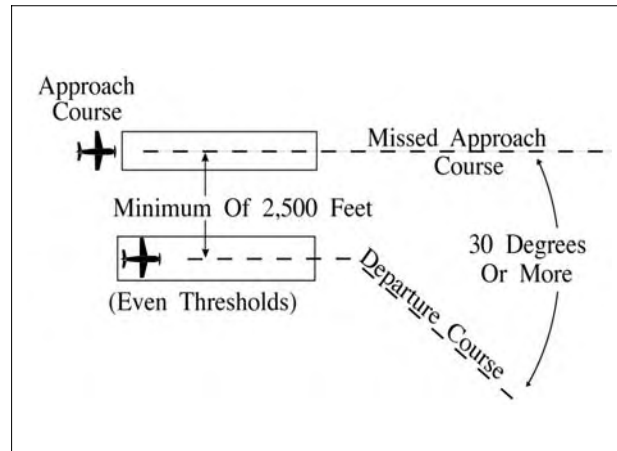 Approach
Course
Missed Approach
Course
Minimum Of 2,500 Feet
30 Degrees
Or More
(Even Thresholds)
Departure Course